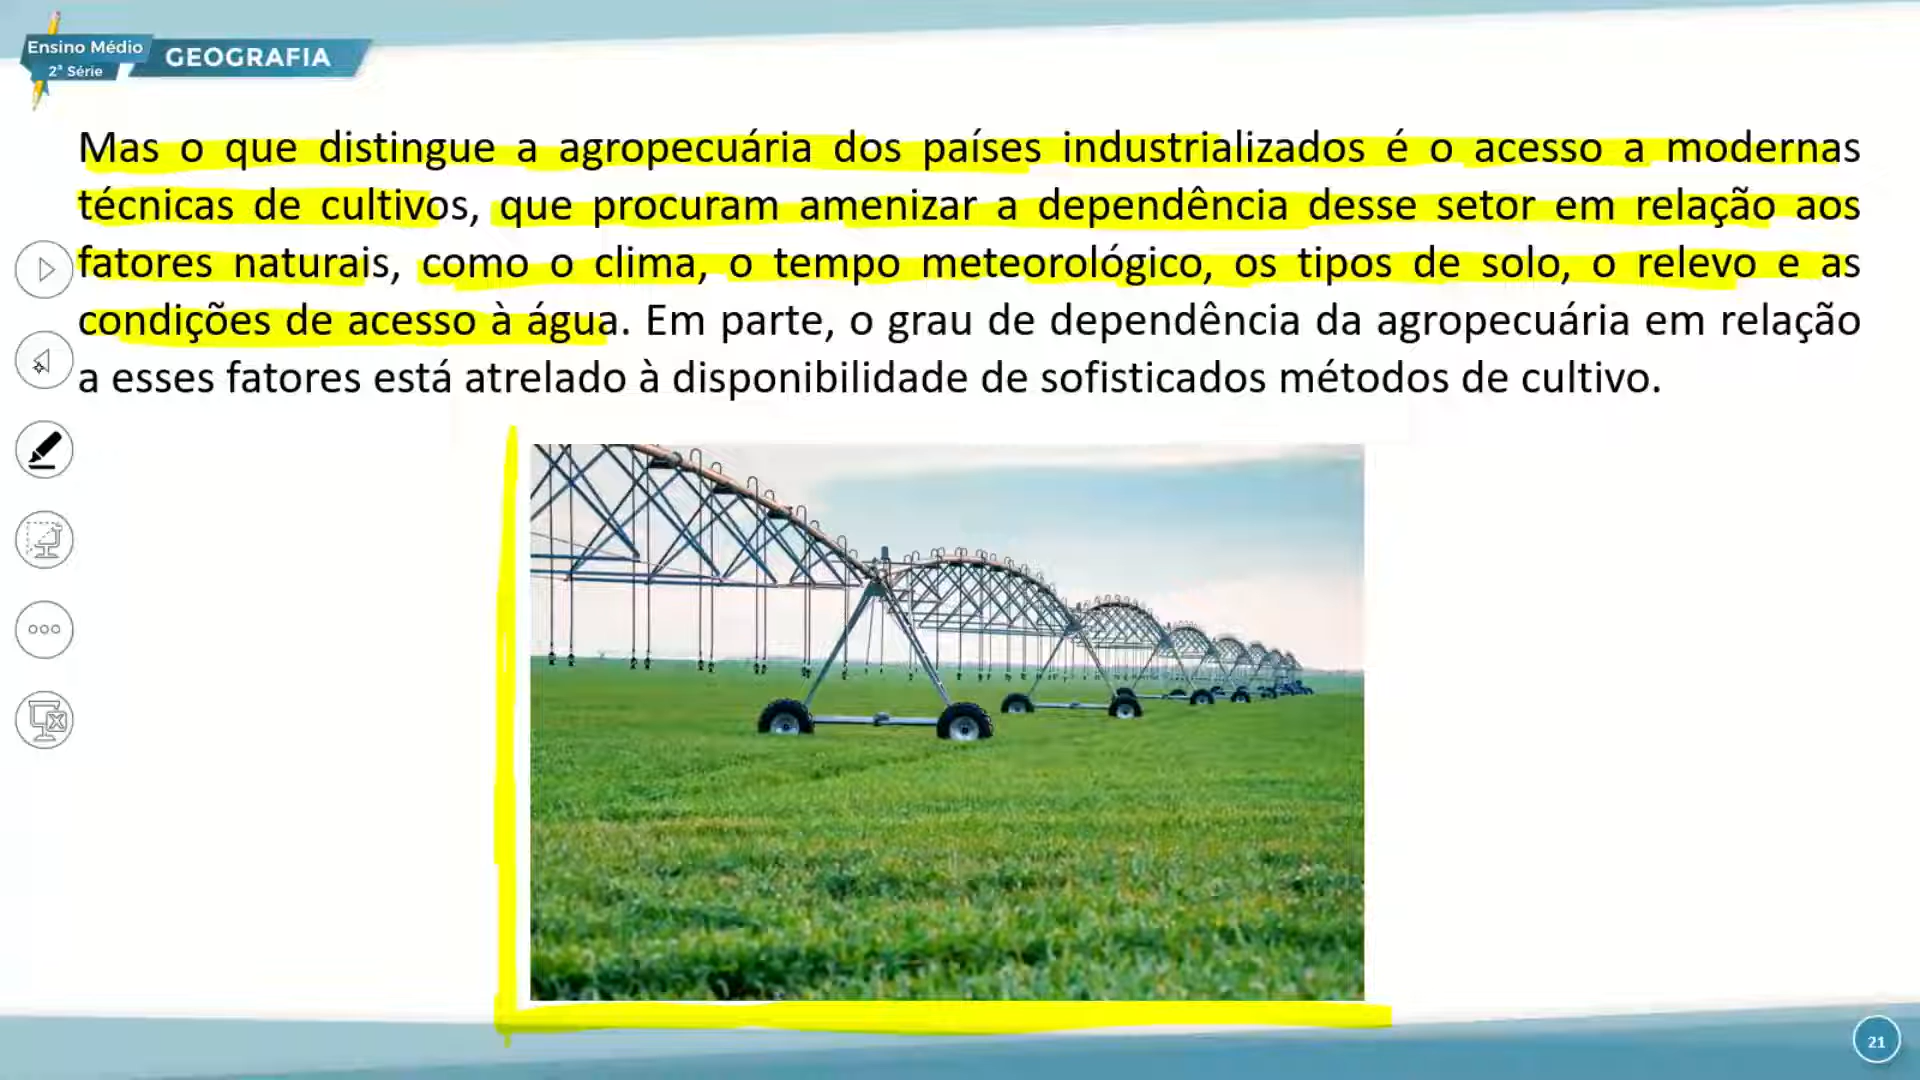 Ensino Médio
2ª Série
GEOGRAFIA
Mas o que distingue a agropecuária dos países industrializados é o acesso a modernas
técnicas de cultivos, que procuram amenizar a dependência desse setor em relação aos
fatores naturais, como o clima, o tempo meteorológico, os tipos de solo, o relevo e as
condições de acesso à água. Em parte, o grau de dependência da agropecuária em relação
a esses fatores está atrelado à disponibilidade de sofisticados métodos de cultivo.
21